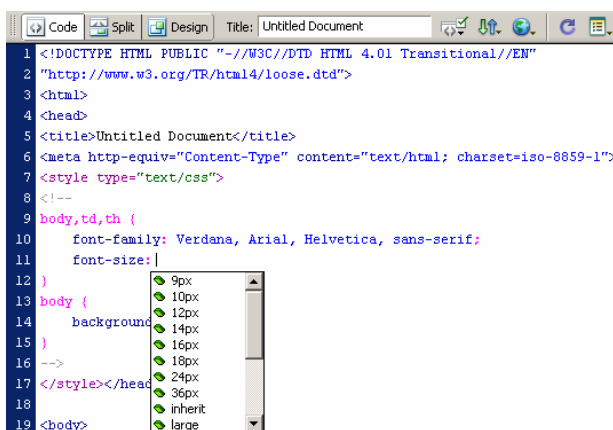 Code Split Design Title: Untitled Document
1 <!DOCTYPE HTML PUBLIC "-//W3C//DTD HTML 4.01 Transitional//EN"
2 "http://www.w3.org/TR/html4/loose.dtd">
3 <html>
4 <head>
5 <title>Untitled Document</title>
6 <meta http-equiv="Content-Type" content="text/html; charset=iso-8859-1">
7 <style type="text/css">
8 <!--
9 body,td,th {
10 font-family: Verdana, Arial, Helvetica, sans-serif;
11 font-size:
12 }
13 body {
14 background
15 }
16 -->
17 </style></head
18
19 <body>
9px
10px
12px
14px
16px
18px
24px
36px
inherit
large